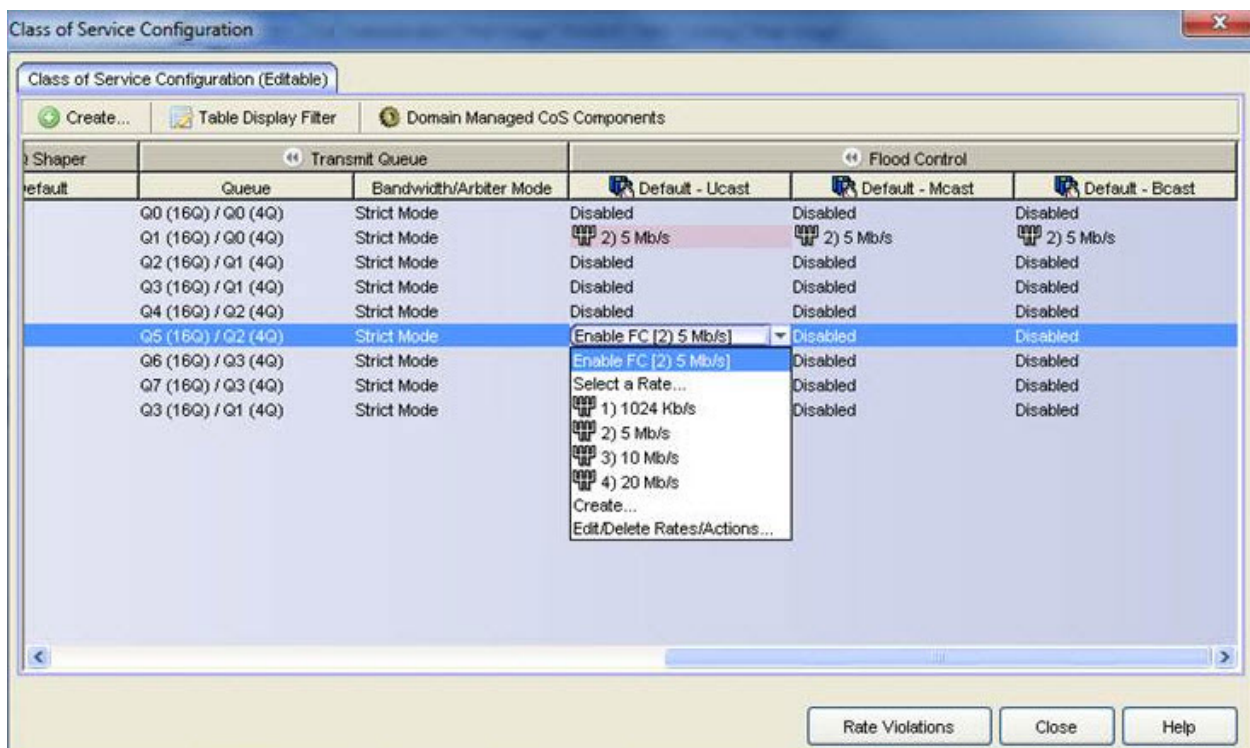 Class of Service Configuration
Class of Service Configuration (Editable)
Create... Table Display Filter Domain Managed CoS Components
Shaper Transmit Queue Flood Control
efault Queue Bandwidth/Arbiter Mode Default - Ucast Default - Mcast Default - Bcast
Q0 (16Q) / Q0 (4Q) Strict Mode Disabled Disabled Disabled
Q1 (16Q) / Q0 (4Q) Strict Mode 2) 5 Mb/s 2) 5 Mb/s 2) 5 Mb/s
Q2 (16Q) / Q1 (4Q) Strict Mode Disabled Disabled Disabled
Q3 (16Q) / Q1 (4Q) Strict Mode Disabled Disabled Disabled
Q4 (16Q) / Q2 (4Q) Strict Mode Disabled Disabled Disabled
Q5 (16Q) / Q2 (4Q) Strict Mode Enable FC [2) 5 Mb/s] Disabled Disabled
Q6 (16Q) / Q3 (4Q) Strict Mode Enable FC [2) 5 Mb/s] Disabled Disabled
Q7 (16Q) / Q3 (4Q) Strict Mode Select a Rate... Disabled Disabled
Q3 (16Q) / Q1 (4Q) Strict Mode 1) 1024 Kb/s Disabled Disabled
2) 5 Mb/s
3) 10 Mb/s
4) 20 Mb/s
Create...
Edit/Delete Rates/Actions...
Rate Violations Close Help